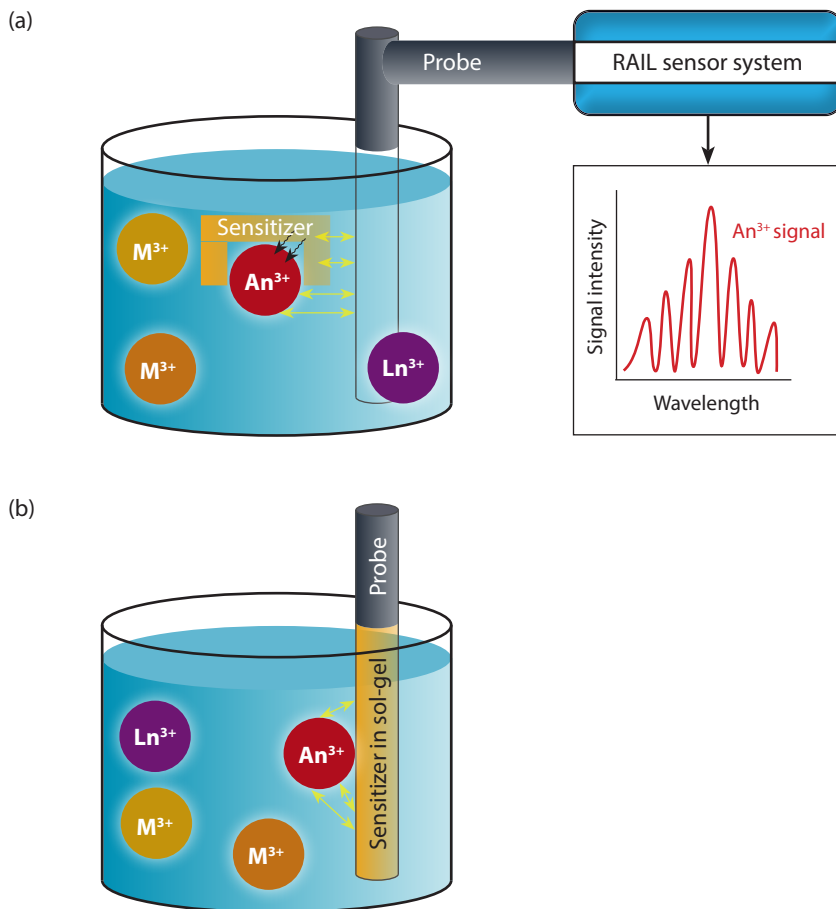 (a)
Probe
RAIL sensor system
Sensitizer
M³⁺
An³⁺
An³⁺ signal
Signal intensity
M³⁺
Ln³⁺
Wavelength
(b)
Probe
Sensitizer in sol-gel
Ln³⁺
An³⁺
M³⁺
M³⁺